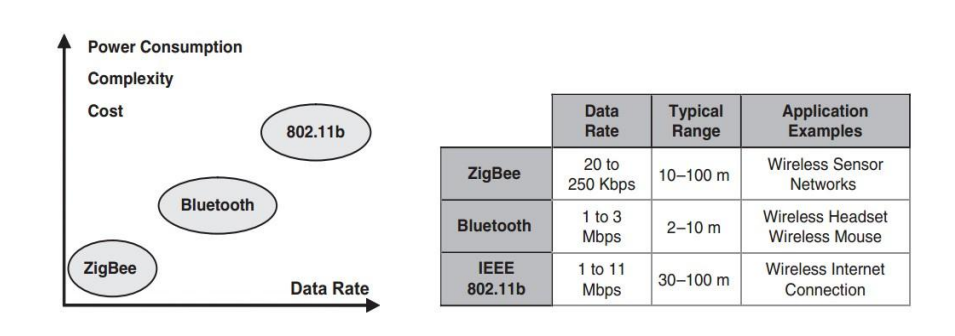 Power Consumption
Complexity
Cost
802.11b
Bluetooth
ZigBee
Data Rate
Data Typical Application
Rate Range Examples
ZigBee
20 to
250 Kbps
10–100 m
Wireless Sensor
Networks
Bluetooth
1 to 3
Mbps
2–10 m
Wireless Headset
Wireless Mouse
IEEE
802.11b
1 to 11
Mbps
30–100 m
Wireless Internet
Connection